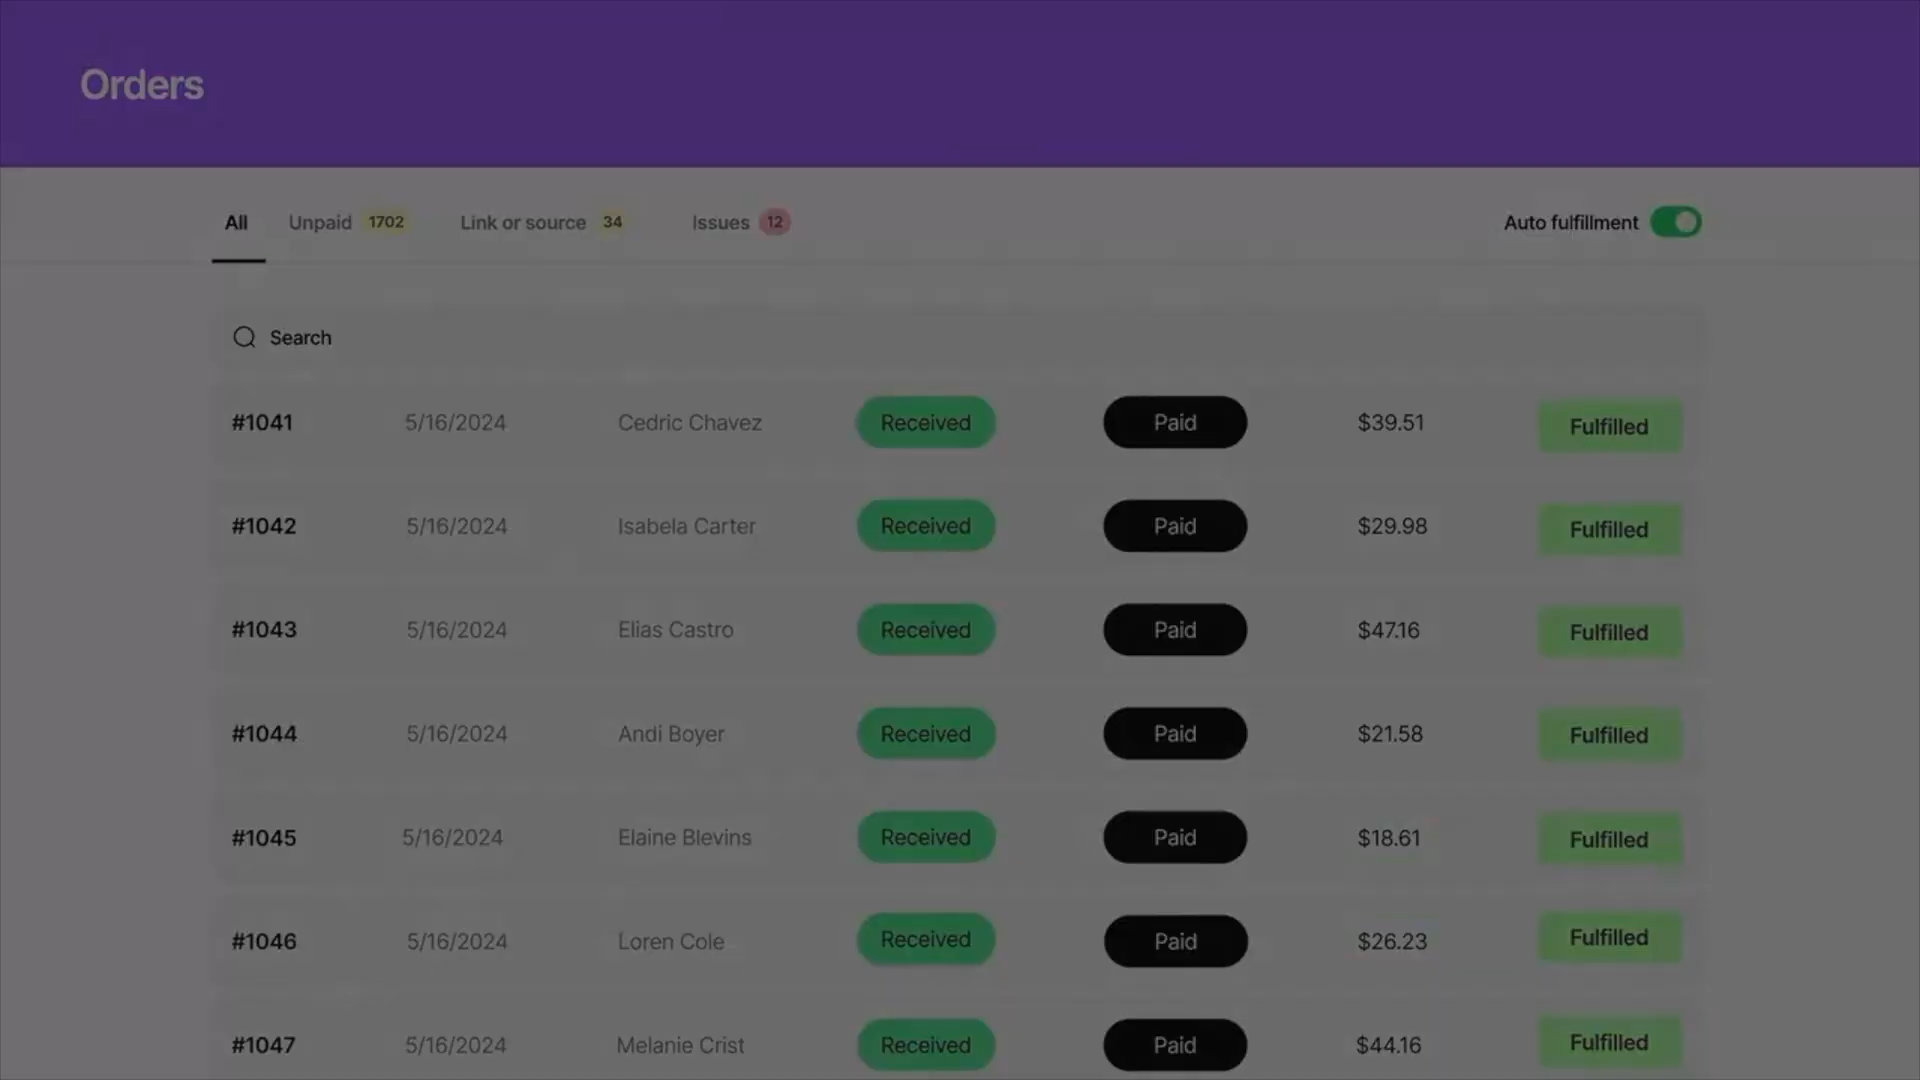 Orders
All Unpaid 1702 Link or source 34 Issues 12 Auto fulfillment
Search
#1041 5/16/2024 Cedric Chavez Received Paid $39.51 Fulfilled
#1042 5/16/2024 Isabela Carter Received Paid $29.98 Fulfilled
#1043 5/16/2024 Elias Castro Received Paid $47.16 Fulfilled
#1044 5/16/2024 Andi Boyer Received Paid $21.58 Fulfilled
#1045 5/16/2024 Elaine Blevins Received Paid $18.61 Fulfilled
#1046 5/16/2024 Loren Cole Received Paid $26.23 Fulfilled
#1047 5/16/2024 Melanie Crist Received Paid $44.16 Fulfilled